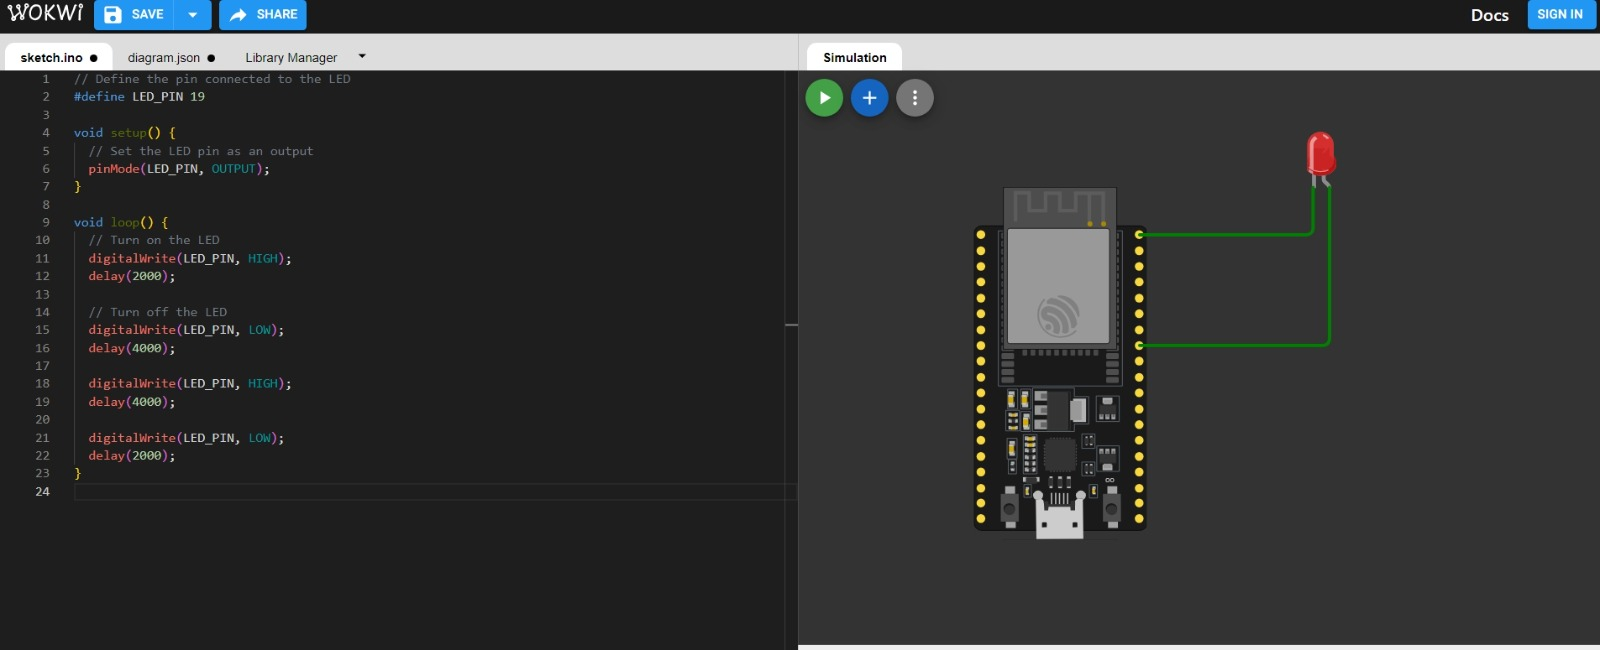 WOKWi SAVE SHARE Docs SIGN IN
sketch.ino diagram.json Library Manager Simulation
1 // Define the pin connected to the LED
2 #define LED_PIN 19
3
4 void setup() {
5 // Set the LED pin as an output
6 pinMode(LED_PIN, OUTPUT);
7 }
8
9 void loop() {
10 // Turn on the LED
11 digitalWrite(LED_PIN, HIGH);
12 delay(2000);
13
14 // Turn off the LED
15 digitalWrite(LED_PIN, LOW);
16 delay(4000);
17
18 digitalWrite(LED_PIN, HIGH);
19 delay(4000);
20
21 digitalWrite(LED_PIN, LOW);
22 delay(2000);
23 }
24